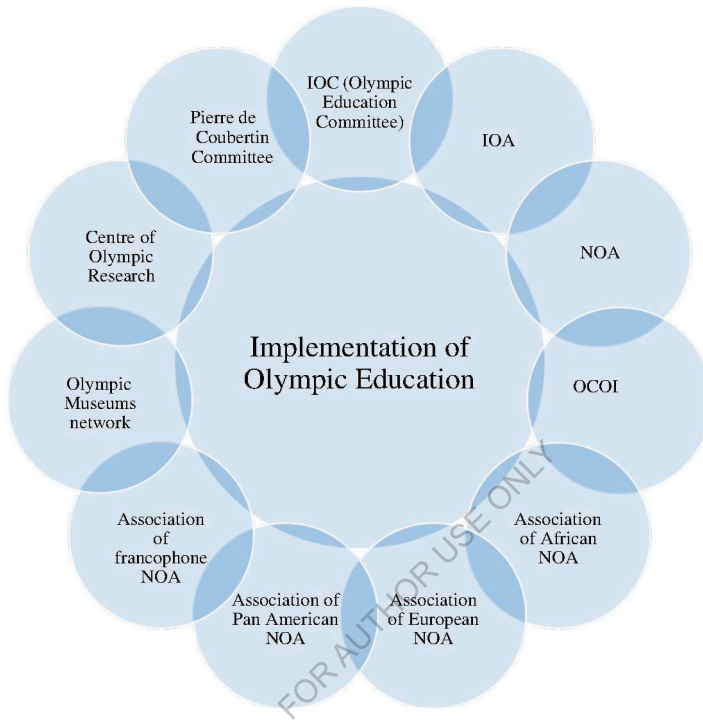 IOC (Olympic
Education
Committee)
IOA
NOA
OCOI
Association
of African
NOA
Association
of European
NOA
Association of
Pan American
NOA
Association
of
francophone
NOA
Olympic
Museums
network
Centre of
Olympic
Research
Pierre de
Coubertin
Committee
Implementation of
Olympic Education
FOR AUTHOR USE ONLY